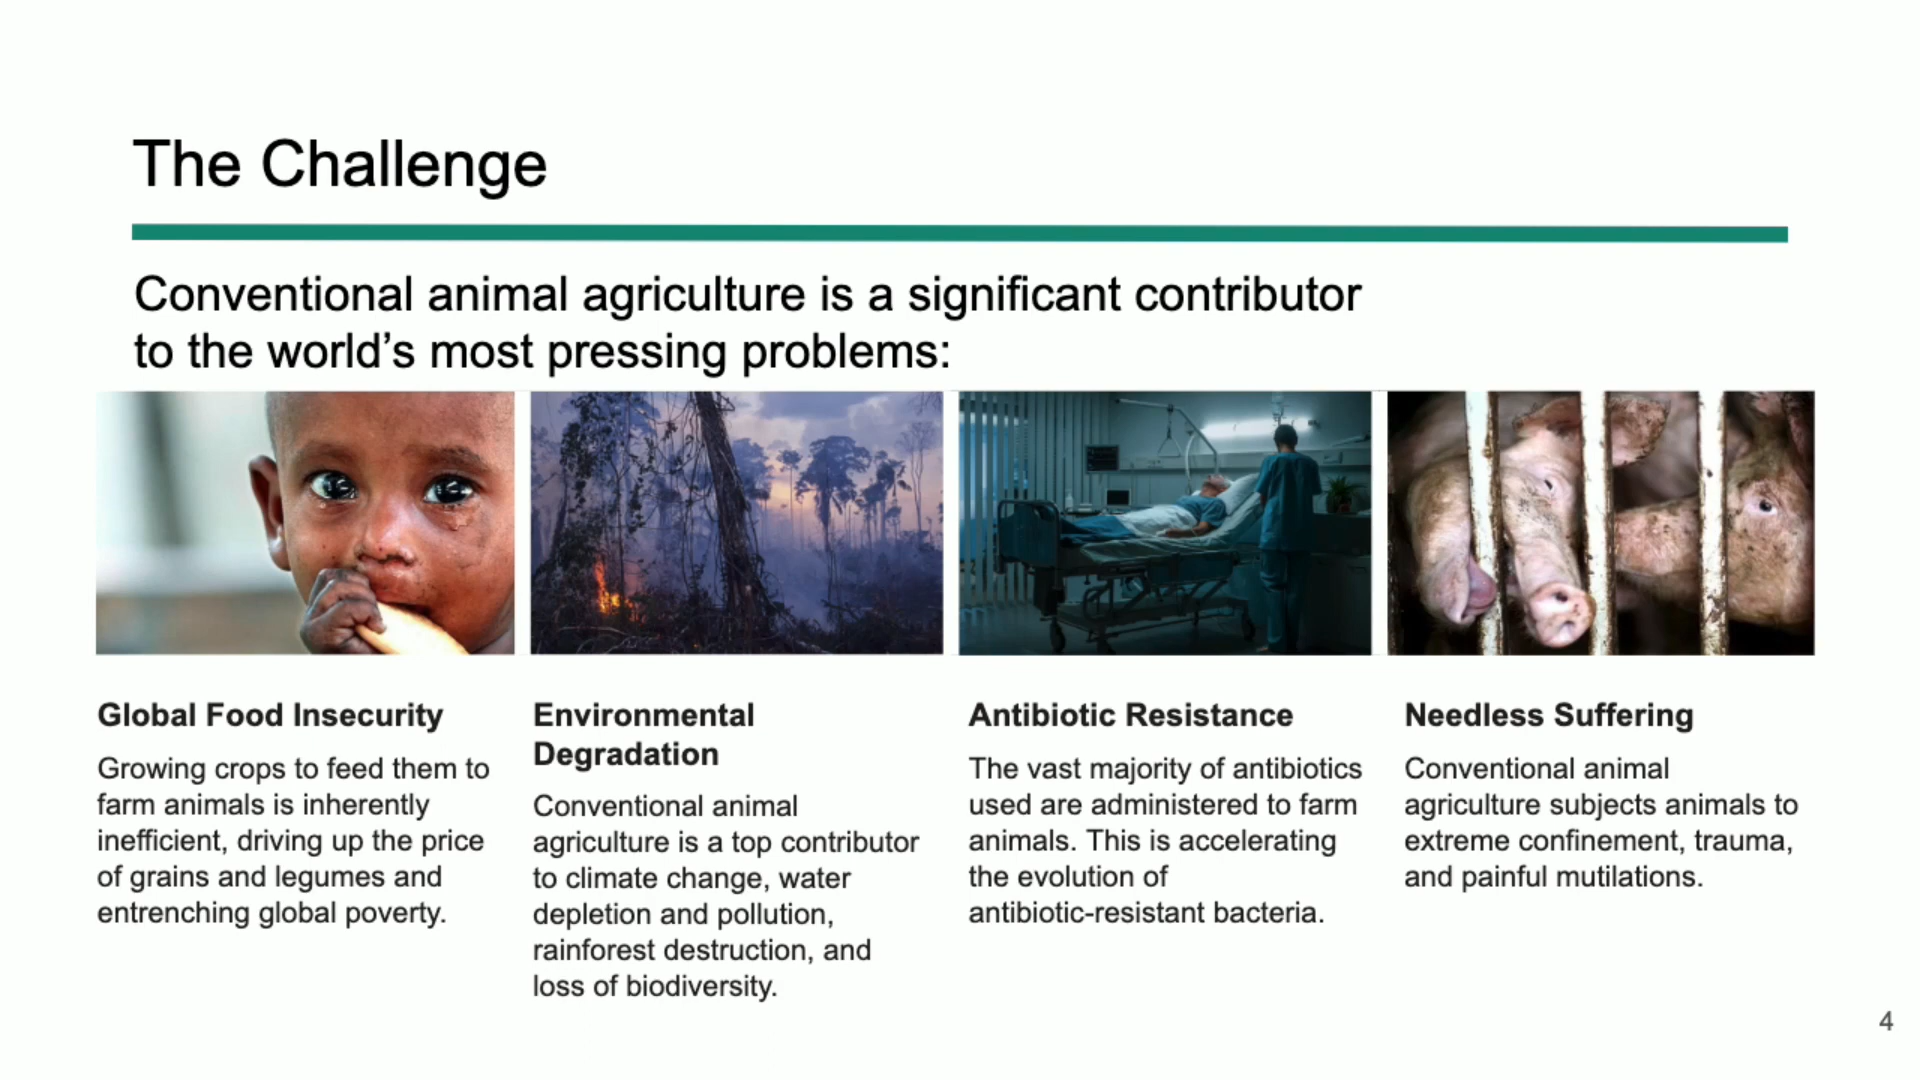 The Challenge
Conventional animal agriculture is a significant contributor
to the world’s most pressing problems:
Global Food Insecurity
Growing crops to feed them to
farm animals is inherently
inefficient, driving up the price
of grains and legumes and
entrenching global poverty.
Environmental
Degradation
Conventional animal
agriculture is a top contributor
to climate change, water
depletion and pollution,
rainforest destruction, and
loss of biodiversity.
Antibiotic Resistance
The vast majority of antibiotics
used are administered to farm
animals. This is accelerating
the evolution of
antibiotic-resistant bacteria.
Needless Suffering
Conventional animal
agriculture subjects animals to
extreme confinement, trauma,
and painful mutilations.
4